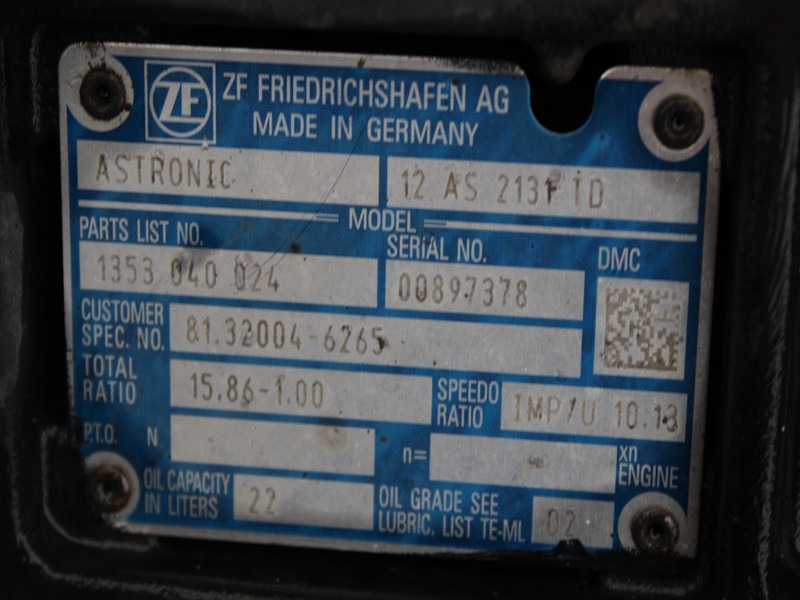 ZF
ZF FRIEDRICHSHAFEN AG
MADE IN GERMANY
ASTRONIC 12 AS 2131 TD
MODEL
PARTS LIST NO. SERIAL NO. DMC
1353 040 024 00897378
CUSTOMER
SPEC. NO. 81.32004-6265
TOTAL
RATIO 15.86-1.00 SPEEDO
RATIO IMP/U 10.13
P.T.O. N n= xn
ENGINE
OIL CAPACITY
IN LITERS 22 OIL GRADE SEE
LUBRIC. LIST TE-ML 02